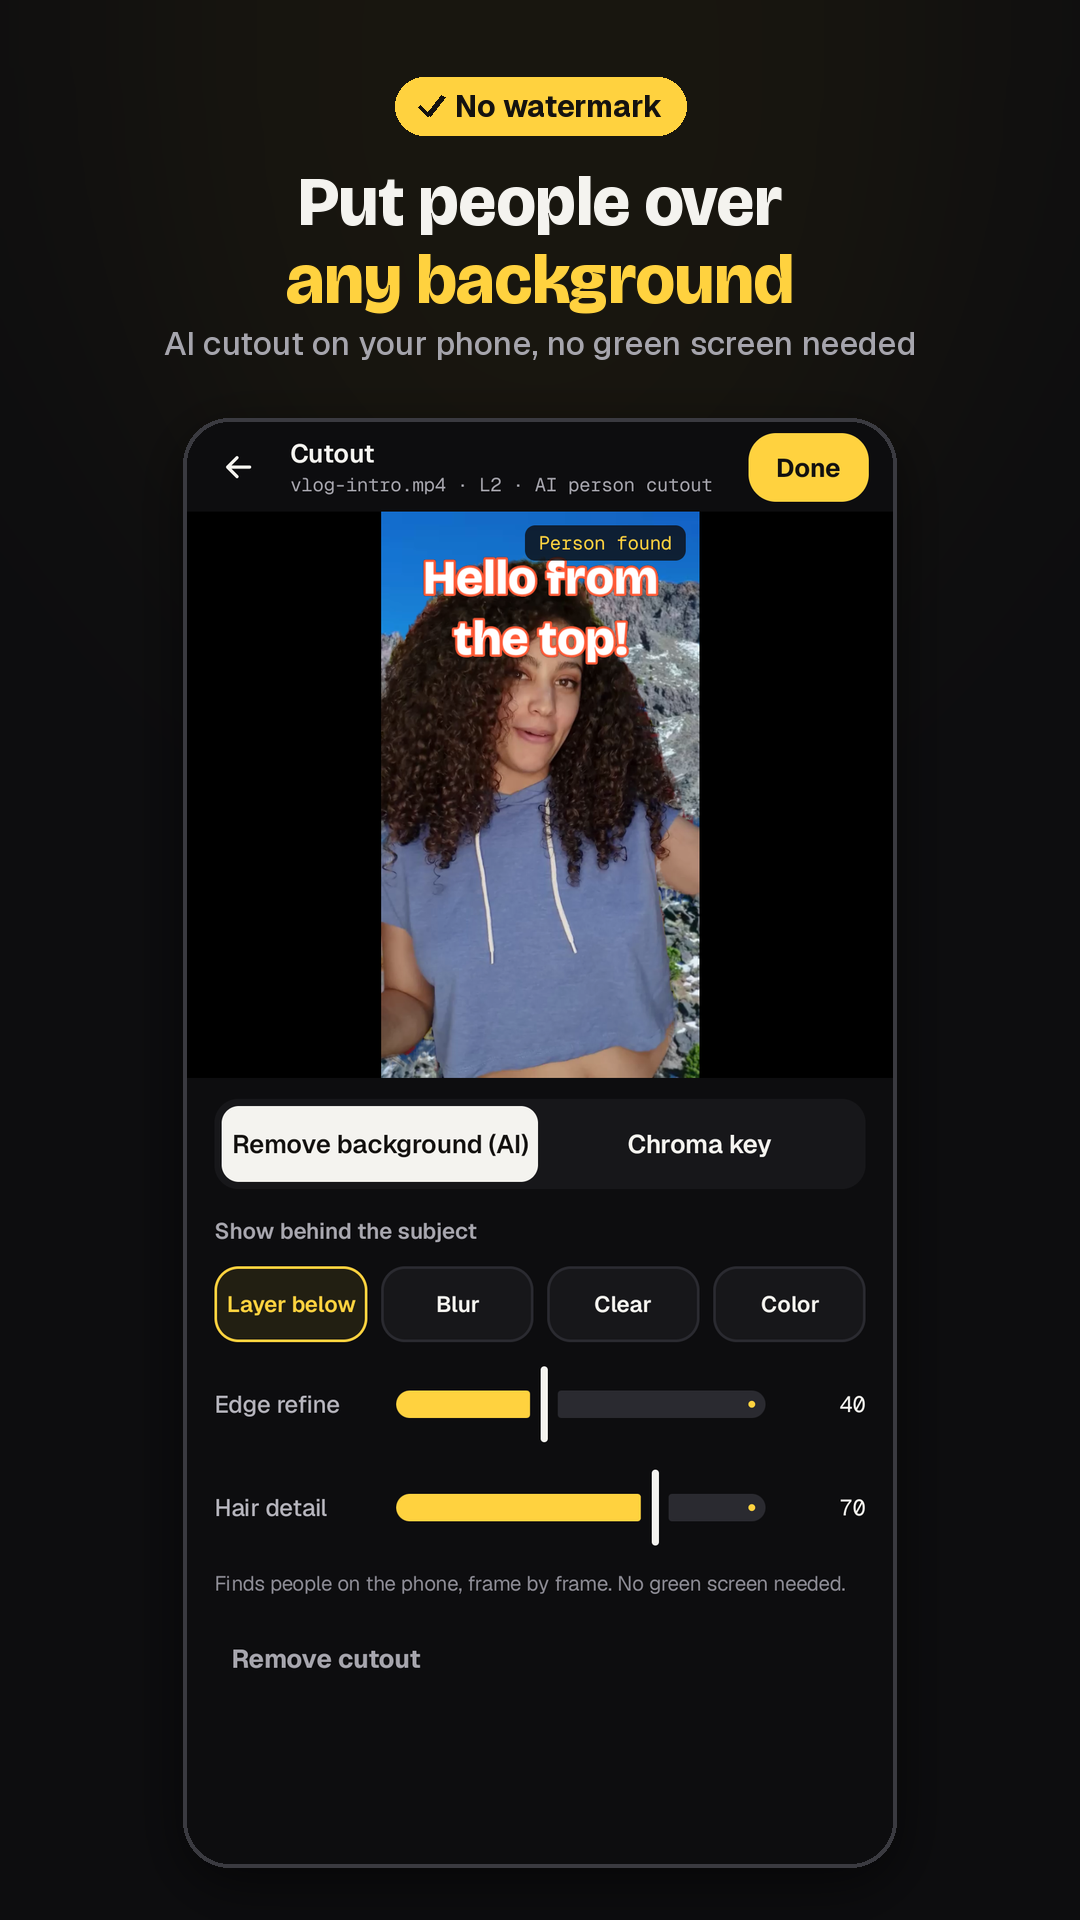 ✓ No watermark
Put people over
any background
AI cutout on your phone, no green screen needed
Cutout
Done
vlog-intro.mp4 · L2 · AI person cutout
Person found
Hello from
the top!
Remove background (AI)
Chroma key
Show behind the subject
Layer below
Blur
Clear
Color
Edge refine
40
Hair detail
70
Finds people on the phone, frame by frame. No green screen needed.
Remove cutout